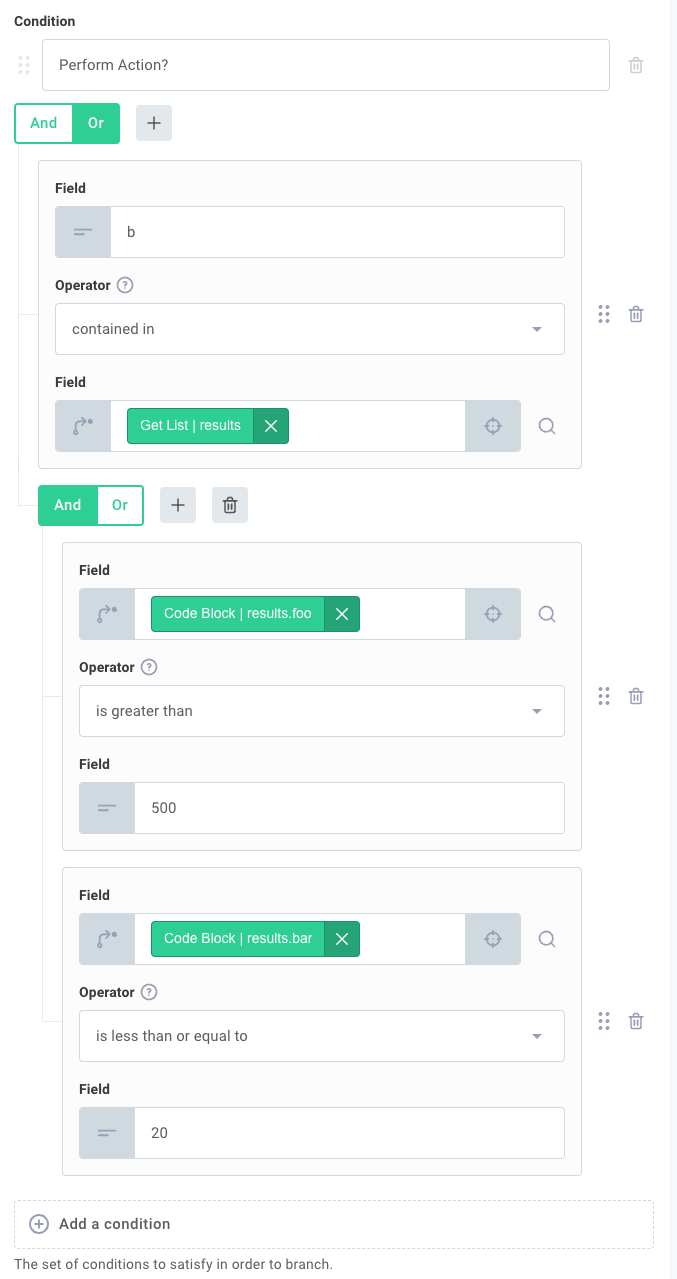 Condition
Perform Action?
And Or
Field
b
Operator ?
contained in
Field
Get List | results
And Or
Field
Code Block | results.foo
Operator ?
is greater than
Field
500
Field
Code Block | results.bar
Operator ?
is less than or equal to
Field
20
Add a condition
The set of conditions to satisfy in order to branch.